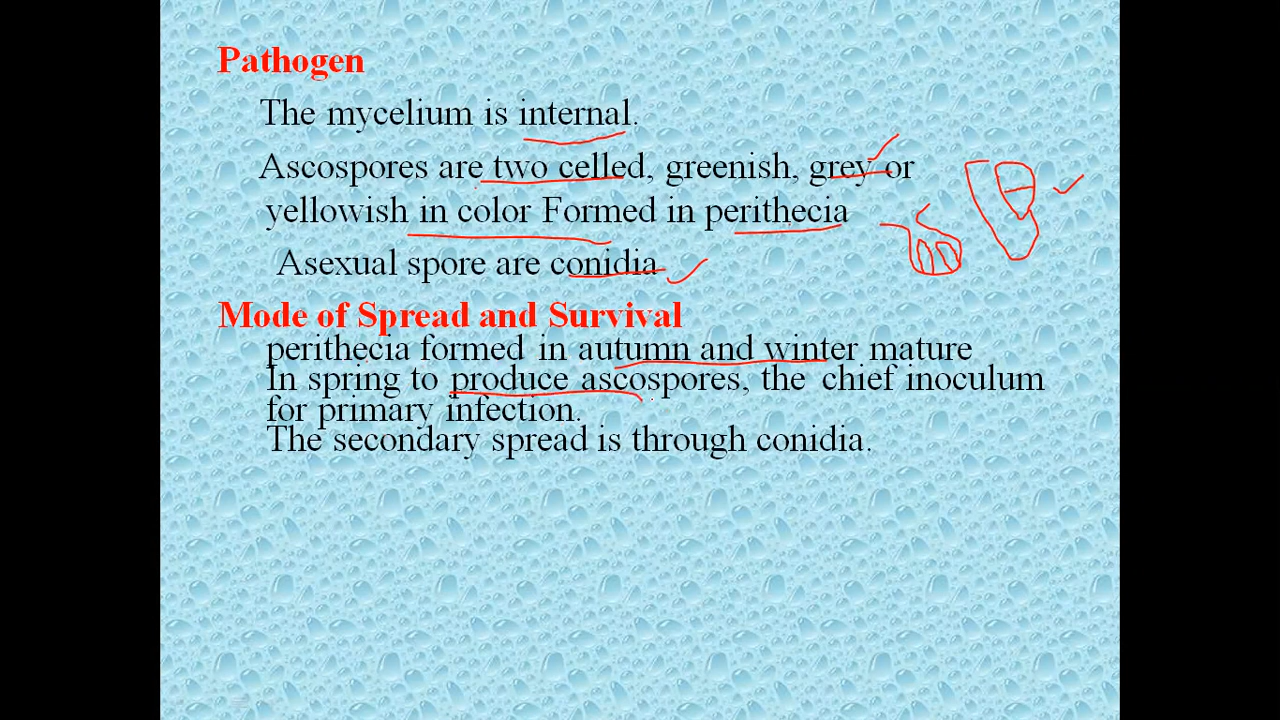 Pathogen
The mycelium is internal.
Ascospores are two celled, greenish, grey or
yellowish in color Formed in perithecia
Asexual spore are conidia
Mode of Spread and Survival
perithecia formed in autumn and winter mature
In spring to produce ascospores, the chief inoculum
for primary infection.
The secondary spread is through conidia.